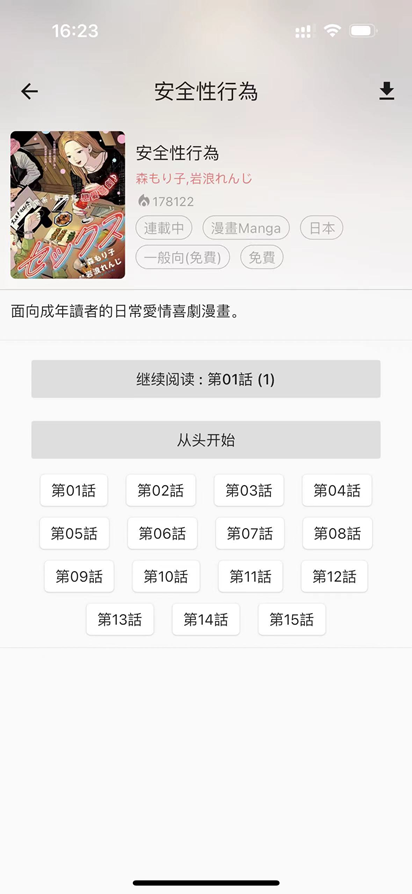 16:23
安全性行為
安全性行為
森もり子,岩浪れんじ
178122
連載中 漫畫Manga 日本
一般向(免費) 免費
セックス
森もり子
岩浪れんじ
面向成年讀者的日常愛情喜劇漫畫。
继续阅读 : 第01話 (1)
从头开始
第01話 第02話 第03話 第04話
第05話 第06話 第07話 第08話
第09話 第10話 第11話 第12話
第13話 第14話 第15話